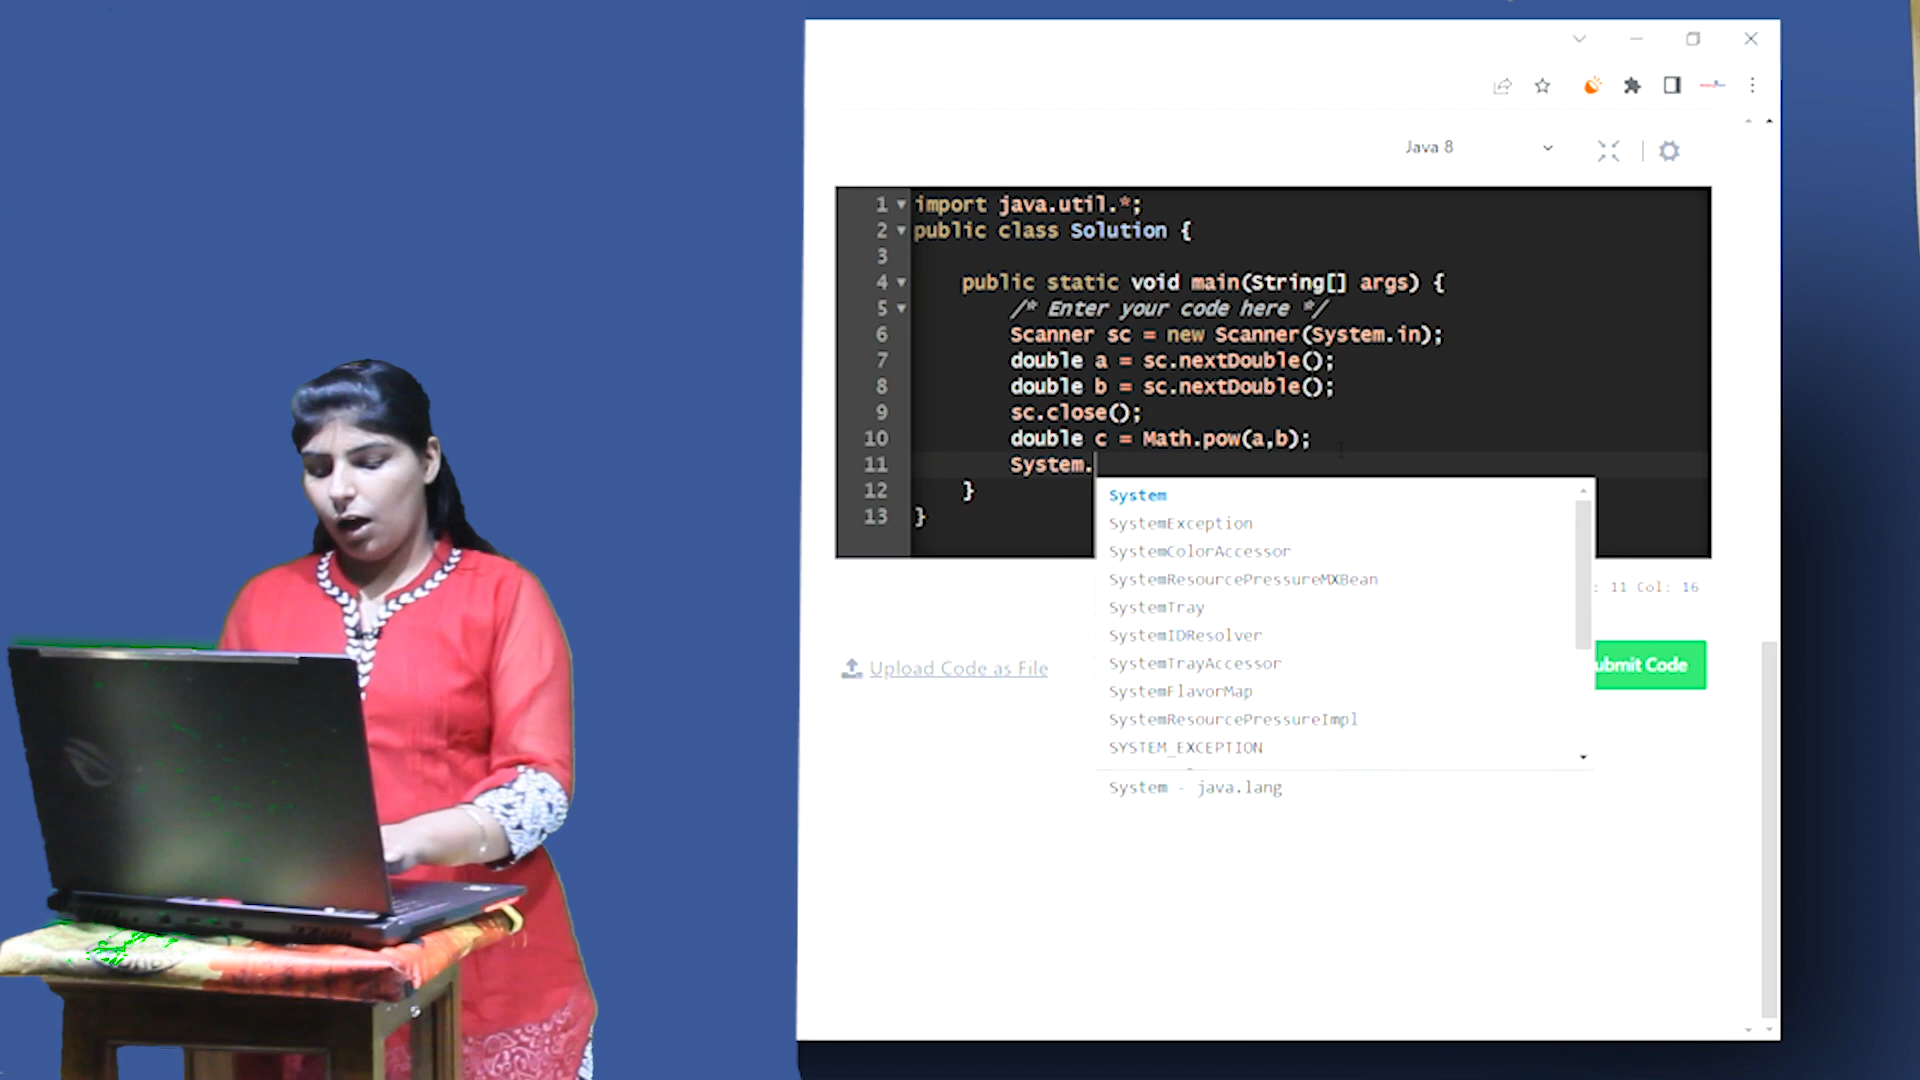 Java 8
1 import java.util.*;
2 public class Solution {
3
4 public static void main(String[] args) {
5 /* Enter your code here */
6 Scanner sc = new Scanner(System.in);
7 double a = sc.nextDouble();
8 double b = sc.nextDouble();
9 sc.close();
10 double c = Math.pow(a,b);
11 System.
12 }
13 }
System
SystemException
SystemColorAccessor
SystemResourcePressureMXBean
: 11 Col: 16
SystemTray
SystemIDResolver
SystemTrayAccessor
Upload Code as File
ubmit Code
SystemFlavorMap
SystemResourcePressureImpl
SYSTEM_EXCEPTION
System - java.lang